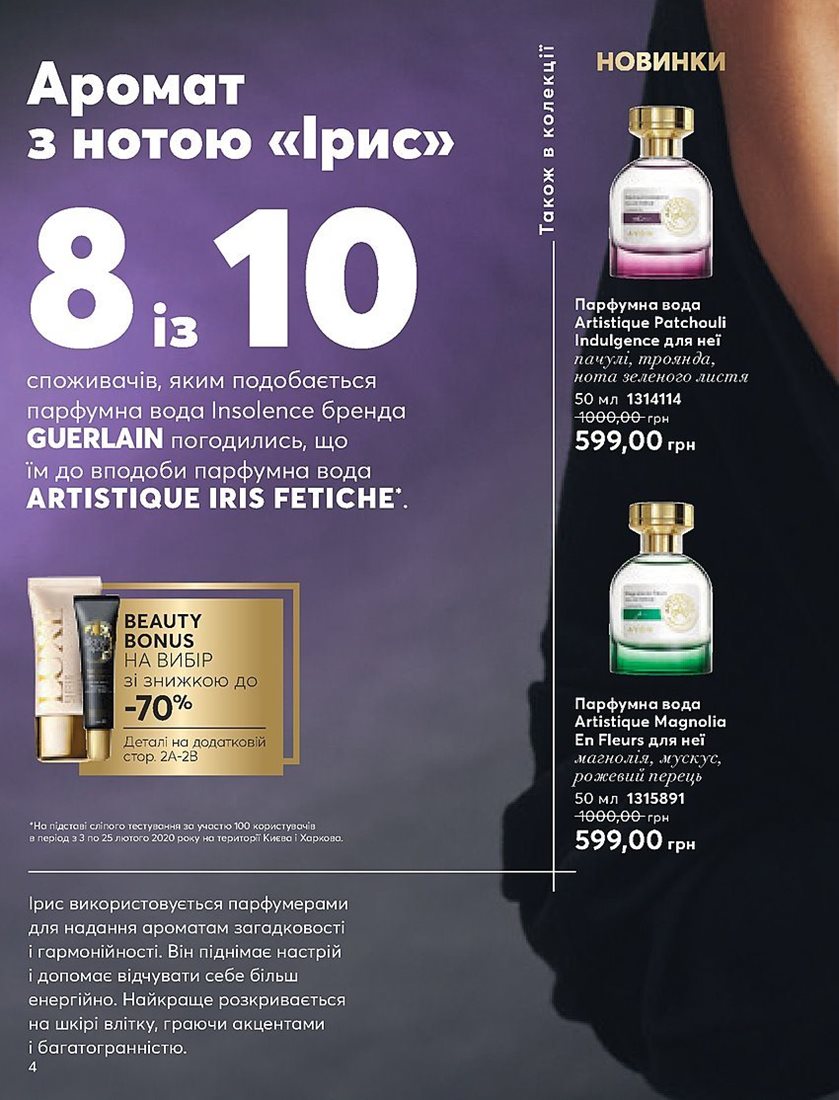 Аромат
з нотою «Ірис»
8 із 10
споживачів, яким подобається
парфумна вода Insolence бренда
GUERLAIN погодились, що
їм до вподоби парфумна вода
ARTISTIQUE IRIS FETICHE*.
LUXE
BEAUTY
BONUS
НА ВИБІР
зі знижкою до
-70%
Деталі на додатковій
стор. 2A-2B
*На підставі сліпого тестування за участю 100 користувачів
в період з 3 по 25 лютого 2020 року на території Києва і Харкова.
Ірис використовується парфумерами
для надання ароматам загадковості
і гармонійності. Він піднімає настрій
і допомає відчувати себе більш
енергійно. Найкраще розкривається
на шкірі влітку, граючи акцентами
і багатогранністю.
4
Також в колекції
НОВИНКИ
AVON
Парфумна вода
Artistique Patchouli
Indulgence для неї
пачулі, троянда,
нота зеленого листя
50 мл 1314114
1000,00 грн
599,00 грн
AVON
Парфумна вода
Artistique Magnolia
En Fleurs для неї
магнолія, мускус,
рожевий перець
50 мл 1315891
1000,00 грн
599,00 грн